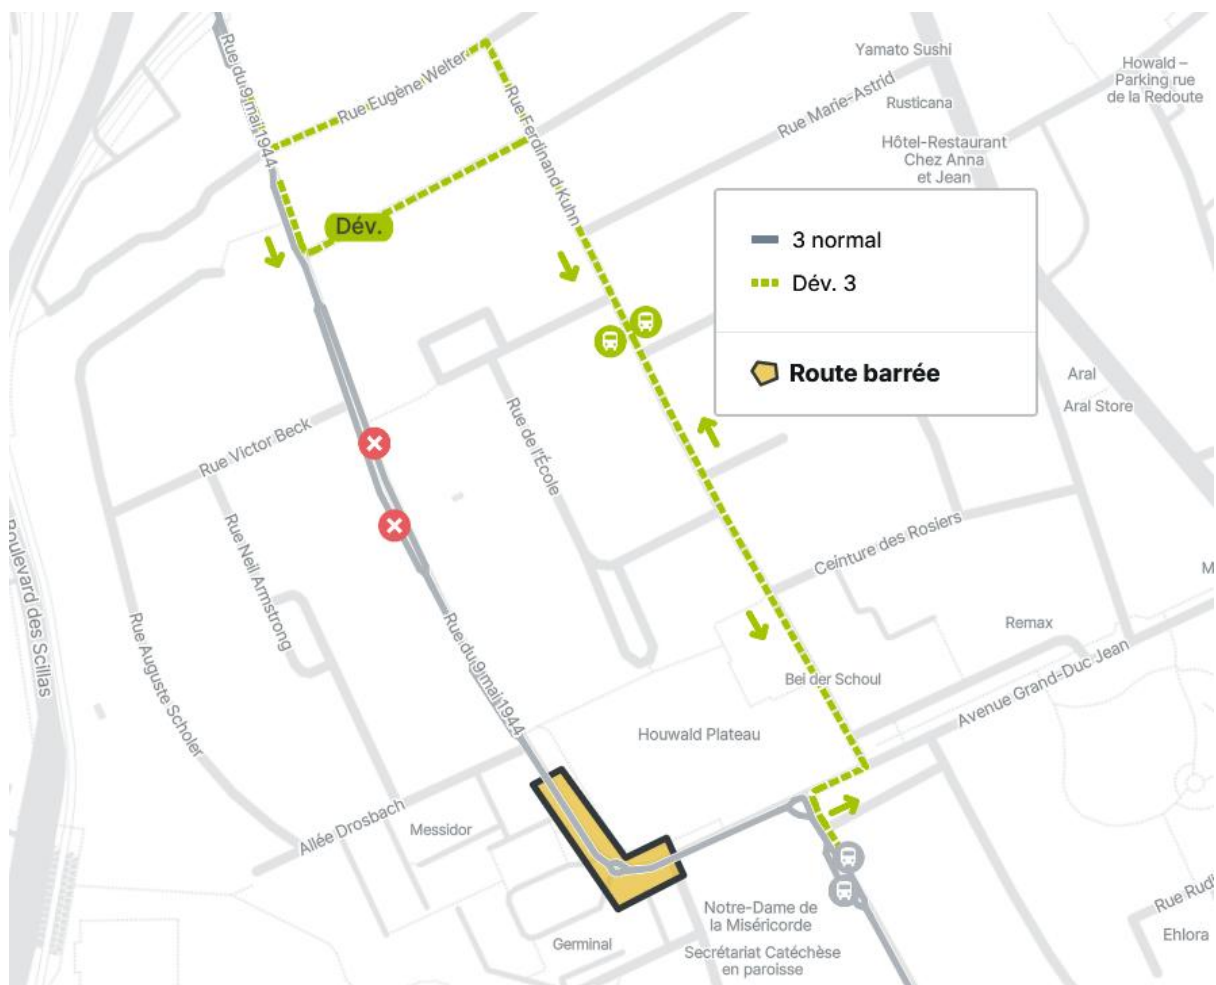 Yamato Sushi
Howald –
Parking rue
de la Redoute
Rue du 9 mai 1944
Rue Eugène Welter
Rue Marie-Astrid
Rusticana
Rue Ferdinand Kuhn
Hôtel-Restaurant
Chez Anna
et Jean
Dév.
3 normal
Dév. 3
Route barrée
Aral
Aral Store
Rue Victor Beck
Rue de l'École
Rue Neil Armstrong
Ceinture des Rosiers
Boulevard des Scillas
M
Rue Auguste Scholer
Rue du 9 mai 1944
Remax
Bei der Schoul
Avenue Grand-Duc Jean
Houwald Plateau
Allée Drosbach
Messidor
Notre-Dame de
la Miséricorde
Rue Rudi
Germinal
Secrétariat Catéchèse
en paroisse
Ehlora